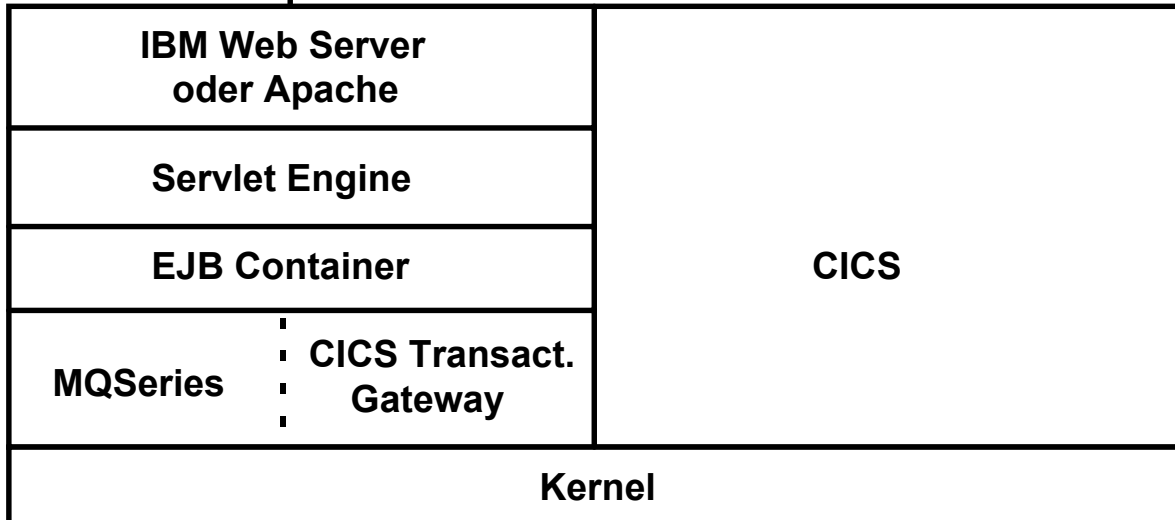 IBM Web Server
oder Apache
Servlet Engine
EJB Container
CICS
MQSeries
CICS Transact.
Gateway
Kernel